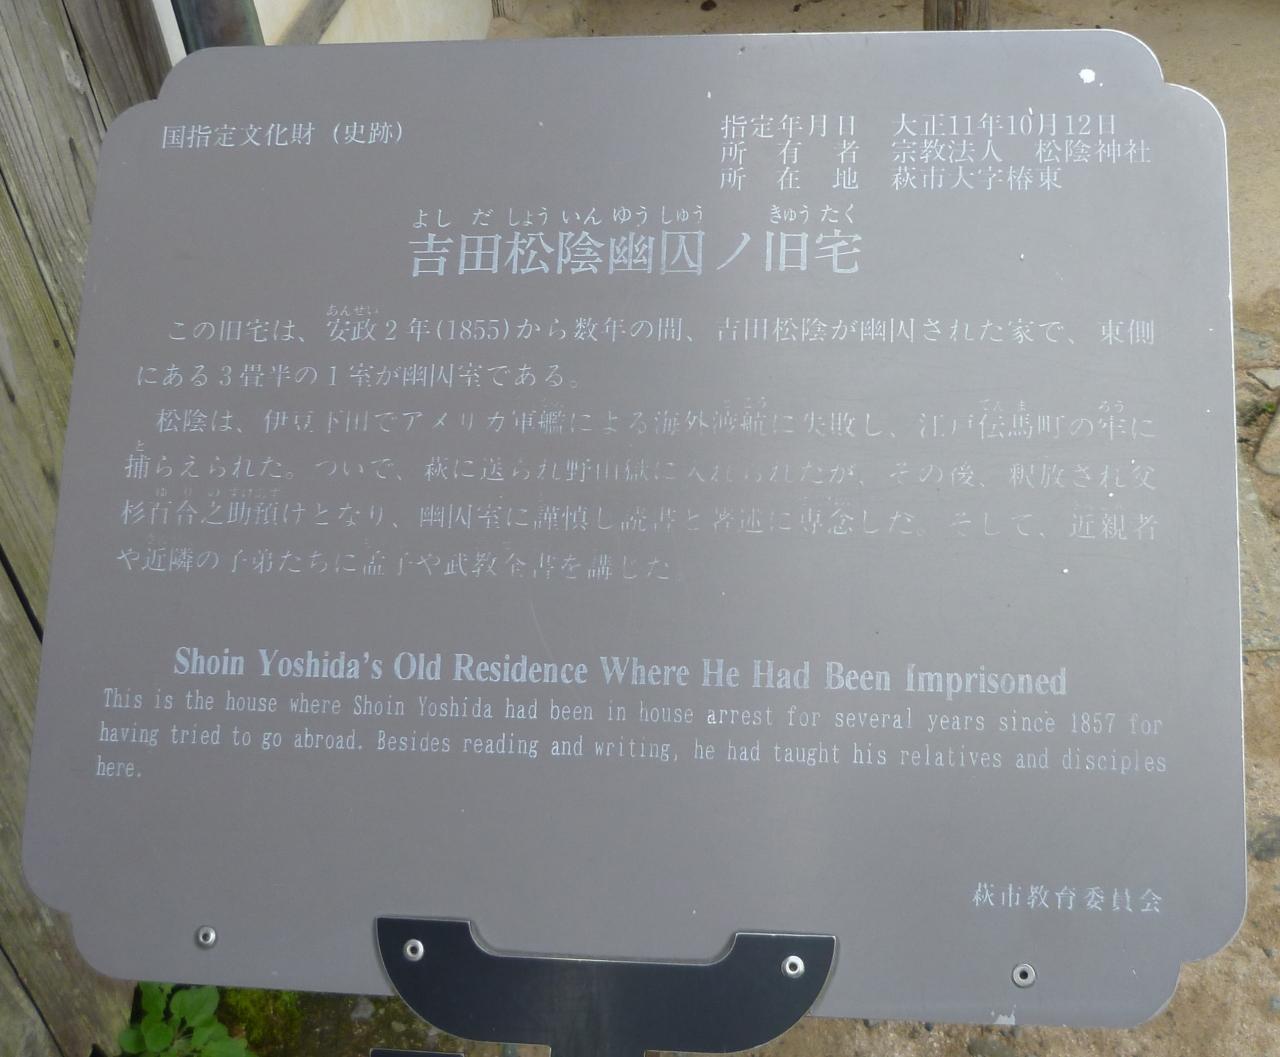 国指定文化財（史跡）
指定年月日　大正11年10月12日
所有者　宗教法人　松陰神社
所在地　萩市大字椿東
よしだしょういんゆうしゅう　きゅうたく
吉田松陰幽囚ノ旧宅
あんせい
この旧宅は、安政2年(1855)から数年の間、吉田松陰が幽囚された家で、東側
にある3畳半の1室が幽囚室である。
松陰は、伊豆下田でアメリカ軍艦による海外渡航に失敗し、江戸伝馬町の牢に
捕らえられた。ついで、萩に送られ野山獄に入れられたが、その後、釈放され父
杉百合之助預けとなり、幽囚室に謹慎し読書と著述に専念した。そして、近親者
や近隣の子弟たちに孟子や武教全書を講じた
Shoin Yoshida's Old Residence Where He Had Been Imprisoned
This is the house where Shoin Yoshida had been in house arrest for several years since 1857 for
having tried to go abroad. Besides reading and writing, he had taught his relatives and disciples
here.
萩市教育委員会